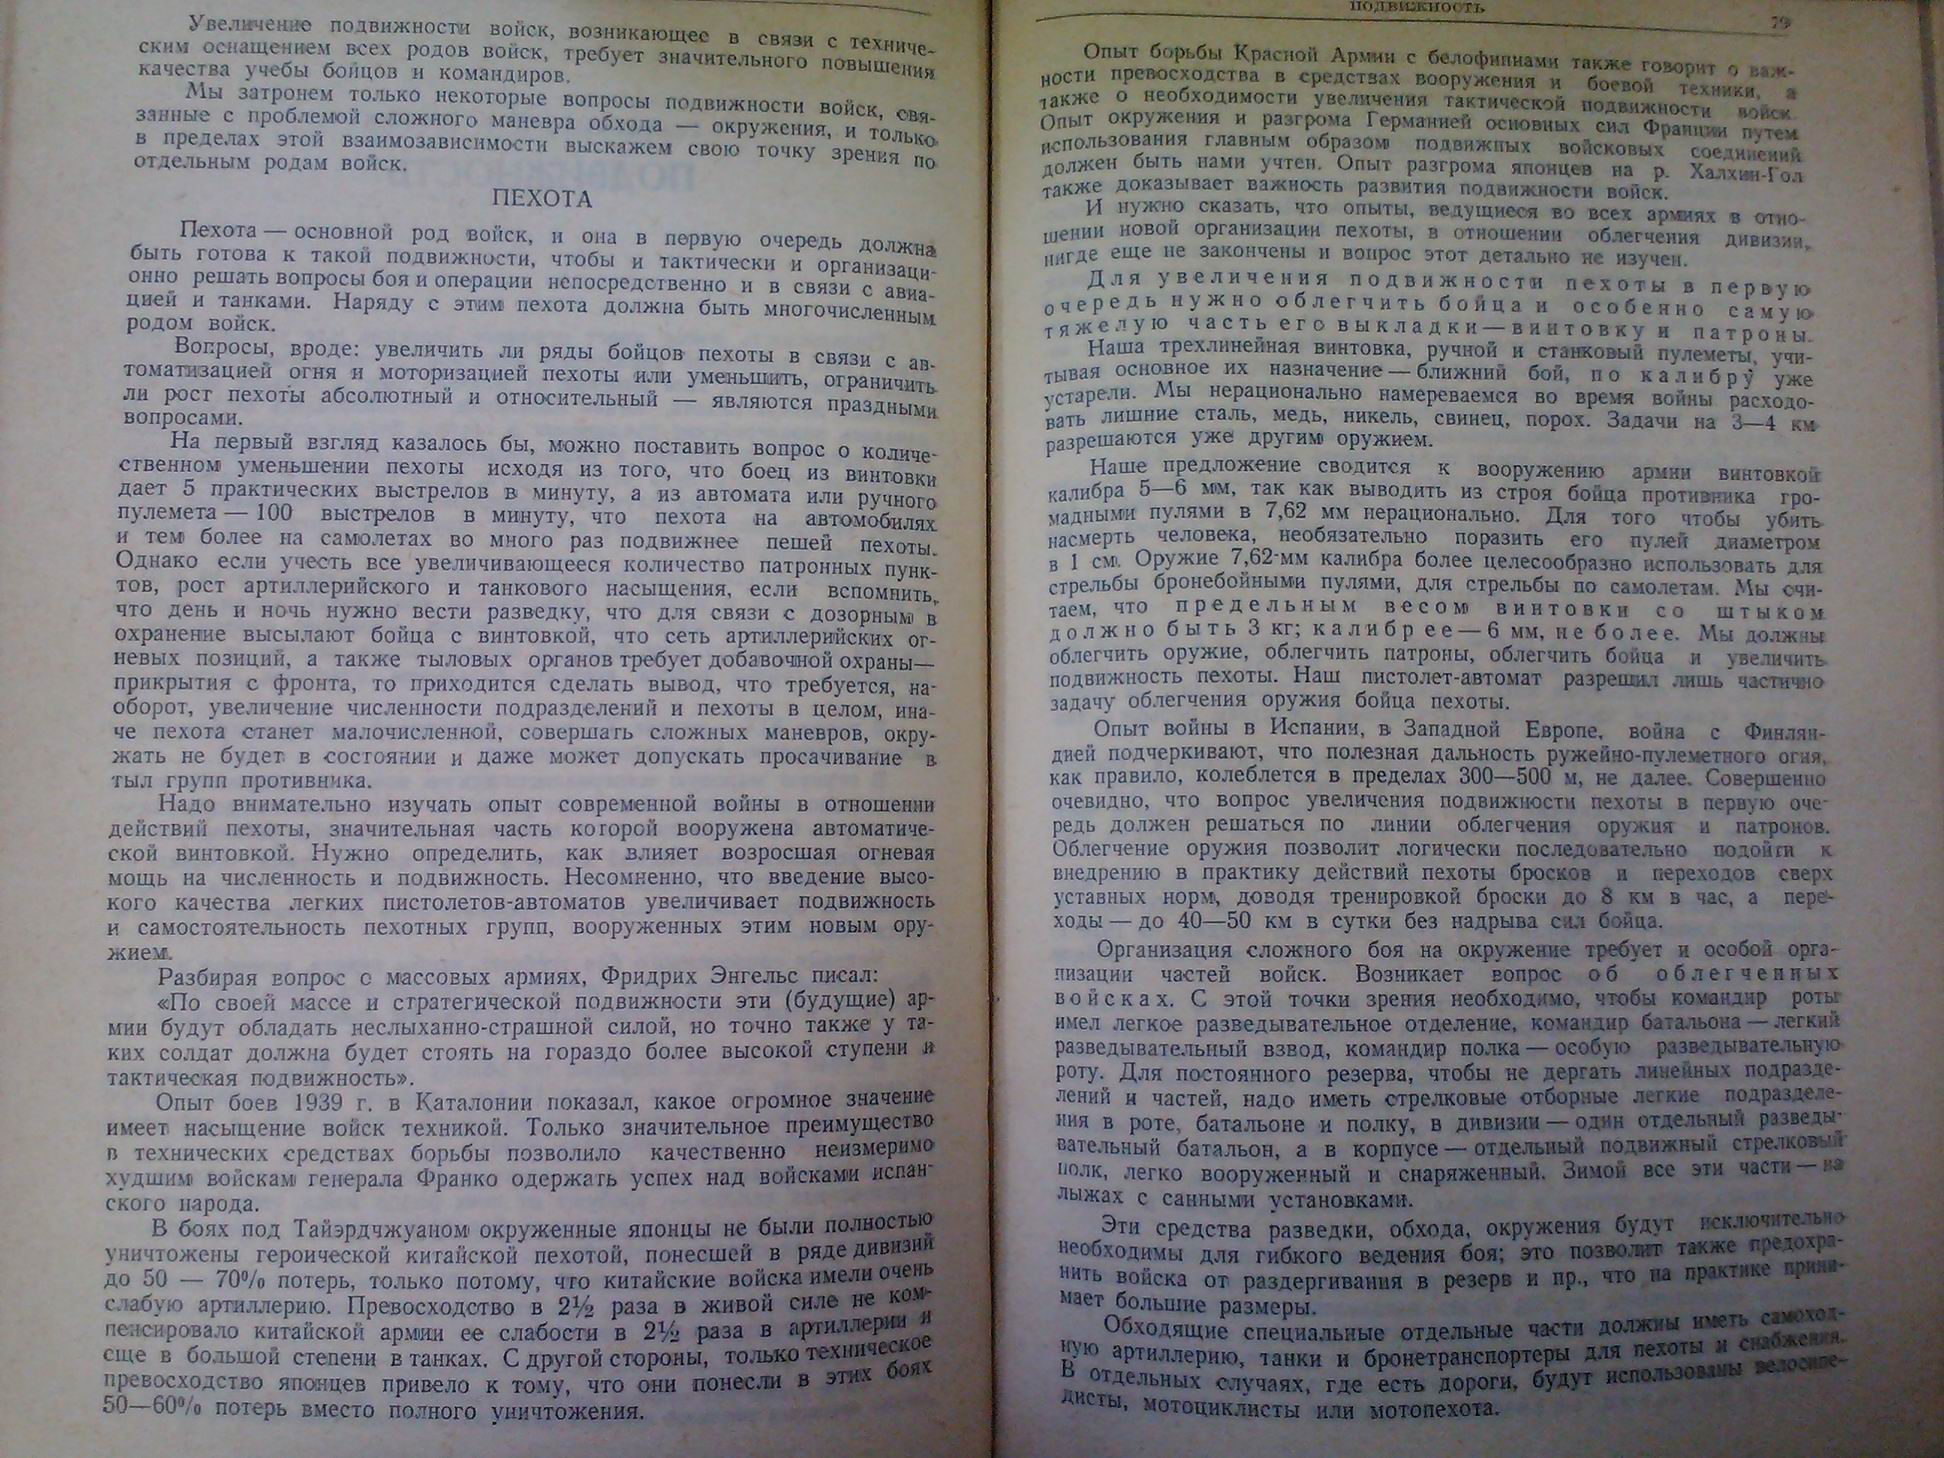 Увеличение подвижности войск, возникающее в связи с техниче-
ским оснащением всех родов войск, требует значительного повышения
качества учебы бойцов и командиров.
Мы затронем только некоторые вопросы подвижности войск, свя-
занные с проблемой сложного маневра обхода — окружения, и только
в пределах этой взаимозависимости выскажем свою точку зрения по
отдельным родам войск.
ПЕХОТА
Пехота — основной род войск, и она в первую очередь должна
быть готова к такой подвижности, чтобы и тактически и организаци-
онно решать вопросы боя и операции непосредственно и в связи с авиа-
цией и танками. Наряду с этим пехота должна быть многочисленным
родом войск.
Вопросы, вроде: увеличить ли ряды бойцов пехоты в связи с ав-
томатизацией огня и моторизацией пехоты или уменьшить, ограничить
ли рост пехоты абсолютный и относительный — являются праздными
вопросами.
На первый взгляд казалось бы, можно поставить вопрос о количе-
ственном уменьшении пехоты исходя из того, что боец из винтовки
дает 5 практических выстрелов в минуту, а из автомата или ручного
пулемета — 100 выстрелов в минуту, что пехота на автомобилях
и тем более на самолетах во много раз подвижнее пешей пехоты.
Однако если учесть все увеличивающееся количество патронных пунк-
тов, рост артиллерийского и танкового насыщения, если вспомнить,
что день и ночь нужно вести разведку, что для связи с дозорным в
охранение высылают бойца с винтовкой, что сеть артиллерийских ог-
невых позиций, а также тыловых органов требует добавочной охраны—
прикрытия с фронта, то приходится сделать вывод, что требуется, на-
оборот, увеличение численности подразделений и пехоты в целом, ина-
че пехота станет малочисленной, совершать сложных маневров, окру-
жать не будет в состоянии и даже может допускать просачивание в
тыл групп противника.
Надо внимательно изучать опыт современной войны в отношении
действий пехоты, значительная часть которой вооружена автоматиче-
ской винтовкой. Нужно определить, как влияет возросшая огневая
мощь на численность и подвижность. Несомненно, что введение высо-
кого качества легких пистолетов-автоматов увеличивает подвижность
и самостоятельность пехотных групп, вооруженных этим новым ору-
жием.
Разбирая вопрос о массовых армиях, Фридрих Энгельс писал:
«По своей массе и стратегической подвижности эти (будущие) ар-
мии будут обладать неслыханно-страшной силой, но точно также у та-
ких солдат должна будет стоять на гораздо более высокой ступени и
тактическая подвижность».
Опыт боев 1939 г. в Каталонии показал, какое огромное значение
имеет насыщение войск техникой. Только значительное преимущество
в технических средствах борьбы позволило качественно неизмеримо
худшим войскам генерала Франко одержать успех над войсками испан-
ского народа.
В боях под Тайэрдчжуаном окруженные японцы не были полностью
уничтожены героической китайской пехотой, понесшей в ряде дивизий
до 50 — 70% потерь, только потому, что китайские войска имели очень
слабую артиллерию. Превосходство в 2½ раза в живой силе не ком-
пенсировало китайской армии ее слабости в 2½ раза в артиллерии и
еще в большой степени в танках. С другой стороны, только техническое
превосходство японцев привело к тому, что они понесли в этих боях
50—60% потерь вместо полного уничтожения.
ПОДВИЖНОСТЬ
79
Опыт борьбы Красной Армии с белофиннами также говорит о важ-
ности превосходства в средствах вооружения и боевой техники, а
также о необходимости увеличения тактической подвижности войск.
Опыт окружения и разгрома Германией основных сил Франции путем
использования главным образом подвижных войсковых соединений
должен быть нами учтен. Опыт разгрома японцев на р. Халхин-Гол
также доказывает важность развития подвижности войск.
И нужно сказать, что опыты, ведущиеся во всех армиях в отно-
шении новой организации пехоты, в отношении облегчения дивизии,
нигде еще не закончены и вопрос этот детально не изучен.
Для увеличения подвижности пехоты в первую
очередь нужно облегчить бойца и особенно самую
тяжелую часть его выкладки — винтовку и патроны.
Наша трехлинейная винтовка, ручной и станковый пулеметы, учи-
тывая основное их назначение — ближний бой, по калибру уже
устарели. Мы нерационально намереваемся во время войны расходо-
вать лишние сталь, медь, никель, свинец, порох. Задачи на 3—4 км
разрешаются уже другим оружием.
Наше предложение сводится к вооружению армии винтовкой
калибра 5—6 мм, так как выводить из строя бойца противника гро-
мадными пулями в 7,62 мм нерационально. Для того чтобы убить
насмерть человека, необязательно поразить его пулей диаметром
в 1 см. Оружие 7,62-мм калибра более целесообразно использовать для
стрельбы бронебойными пулями, для стрельбы по самолетам. Мы счи-
таем, что предельным весом винтовки со штыком
должно быть 3 кг; калибр ее — 6 мм, не более. Мы должны
облегчить оружие, облегчить патроны, облегчить бойца и увеличить
подвижность пехоты. Наш пистолет-автомат разрешил лишь частично
задачу облегчения оружия бойца пехоты.
Опыт войны в Испании, в Западной Европе, война с Финлян-
дией подчеркивают, что полезная дальность ружейно-пулеметного огня,
как правило, колеблется в пределах 300—500 м, не далее. Совершенно
очевидно, что вопрос увеличения подвижности пехоты в первую оче-
редь должен решаться по линии облегчения оружия и патронов.
Облегчение оружия позволит логически последовательно подойти к
внедрению в практику действий пехоты бросков и переходов сверх
уставных норм, доводя тренировкой броски до 8 км в час, а пере-
ходы — до 40—50 км в сутки без надрыва сил бойца.
Организация сложного боя на окружение требует и особой орга-
низации частей войск. Возникает вопрос об облегченных
войсках. С этой точки зрения необходимо, чтобы командир роты
имел легкое разведывательное отделение, командир батальона — легкий
разведывательный взвод, командир полка — особую разведывательную
роту. Для постоянного резерва, чтобы не дергать линейных подразде-
лений и частей, надо иметь стрелковые отборные легкие подразделе-
ния в роте, батальоне и полку, в дивизии — один отдельный разведы-
вательный батальон, а в корпусе — отдельный подвижный стрелковый
полк, легко вооруженный и снаряженный. Зимой все эти части — на
лыжах с санными установками.
Эти средства разведки, обхода, окружения будут исключительно
необходимы для гибкого ведения боя; это позволит также предохра-
нить войска от раздергивания в резерв и пр., что на практике прини-
мает большие размеры.
Обходящие специальные отдельные части должны иметь самоход-
ную артиллерию, танки и бронетранспортеры для пехоты и снабжения.
В отдельных случаях, где есть дороги, будут использованы велосипе-
дисты, мотоциклисты или мотопехота.